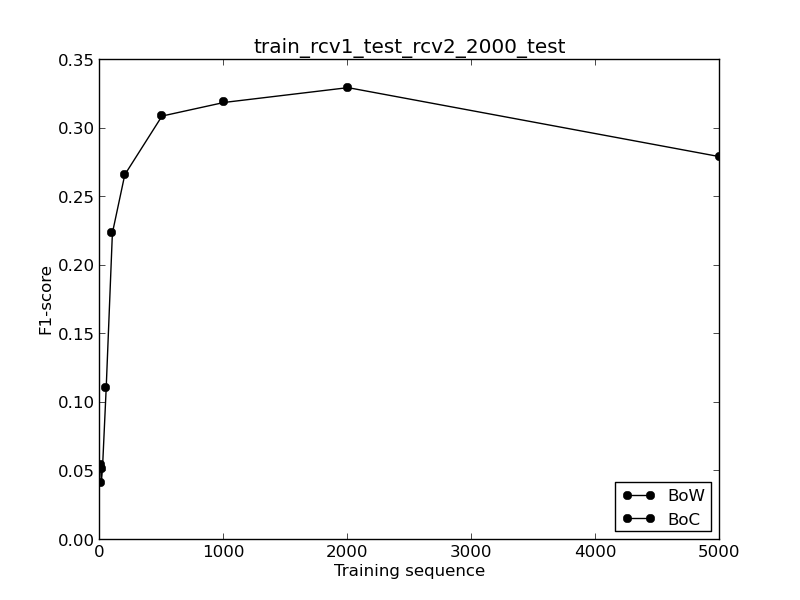 train_rcv1_test_rcv2_2000_test
0.35
0.30
0.25
0.20
0.15
0.10
0.05
0.00
F1-score
0 1000 2000 3000 4000 5000
Training sequence
BoW
BoC